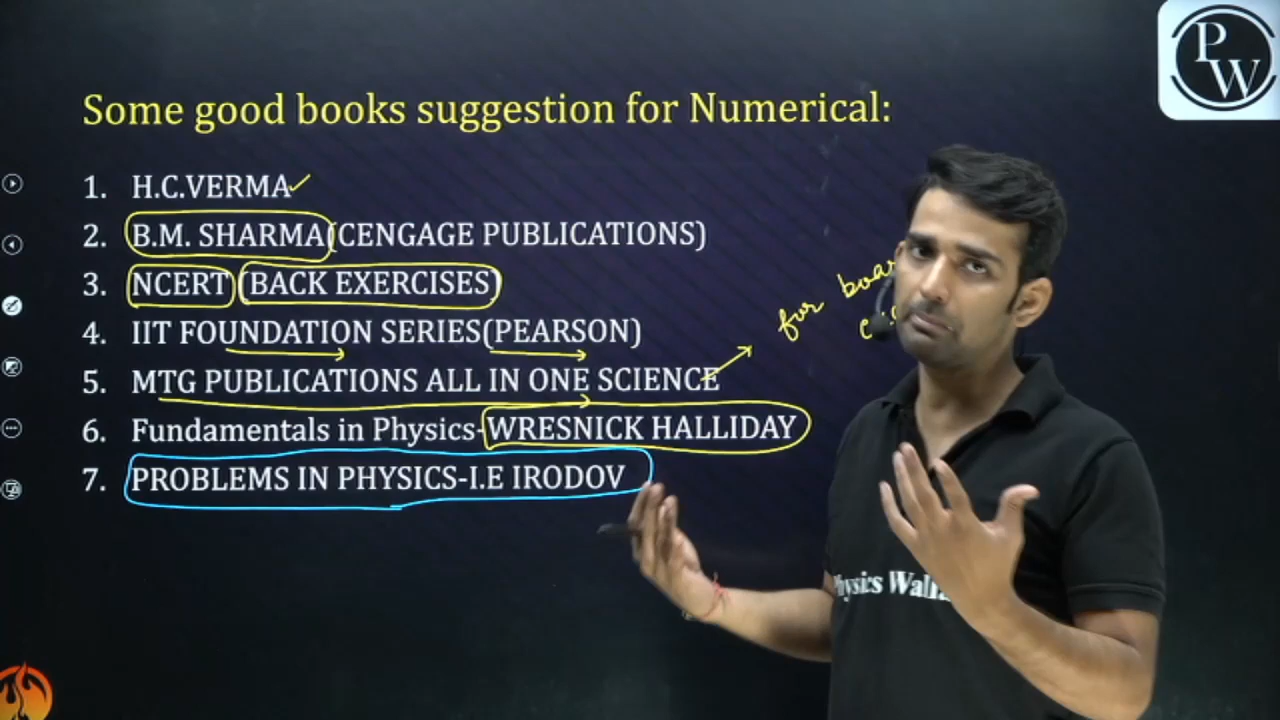 P
W
Some good books suggestion for Numerical:
1. H.C.VERMA
2. B.M. SHARMA(CENGAGE PUBLICATIONS)
3. NCERT (BACK EXERCISES)
4. IIT FOUNDATION SERIES(PEARSON)
5. MTG PUBLICATIONS ALL IN ONE SCIENCE
for
6. Fundamentals in Physics-WRESNICK HALLIDAY
7. PROBLEMS IN PHYSICS-I.E IRODOV
Physics